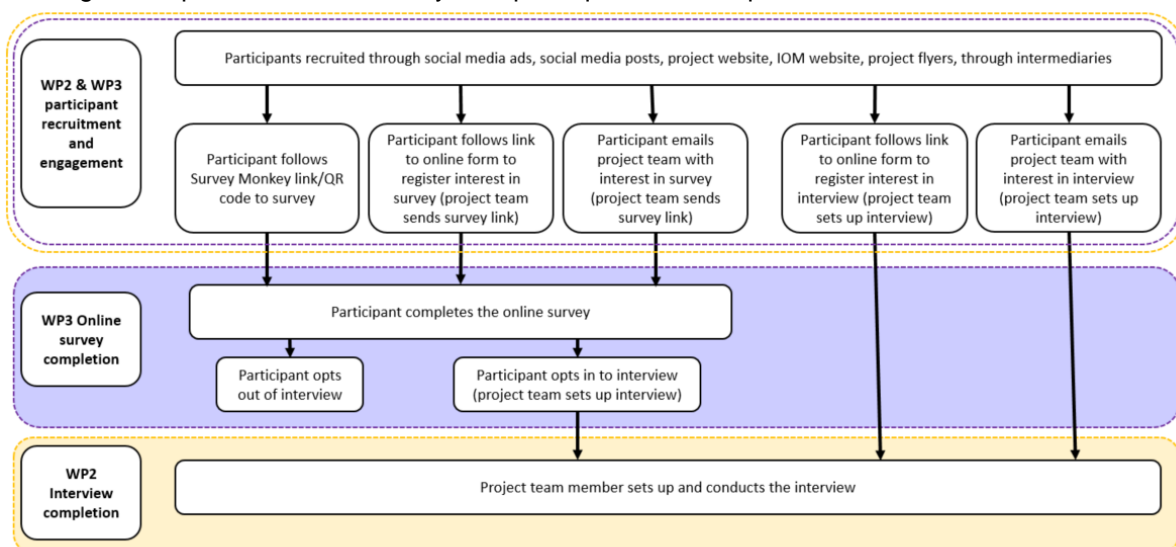 Participants recruited through social media ads, social media posts, project website, IOM website, project flyers, through intermediaries
WP2 & WP3
participant
recruitment
and
engagement
Participant follows
Survey Monkey link/QR
code to survey
Participant follows link
to online form to
register interest in
survey (project team
sends survey link)
Participant emails
project team with
interest in survey
(project team sends
survey link)
Participant follows link
to online form to
register interest in
interview (project team
sets up interview)
Participant emails
project team with
interest in interview
(project team sets up
interview)
WP3 Online
survey
completion
Participant completes the online survey
Participant opts
out of interview
Participant opts in to interview
(project team sets up interview)
WP2
Interview
completion
Project team member sets up and conducts the interview